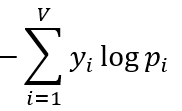 −∑_{i=1}^{V} y_i log p_i